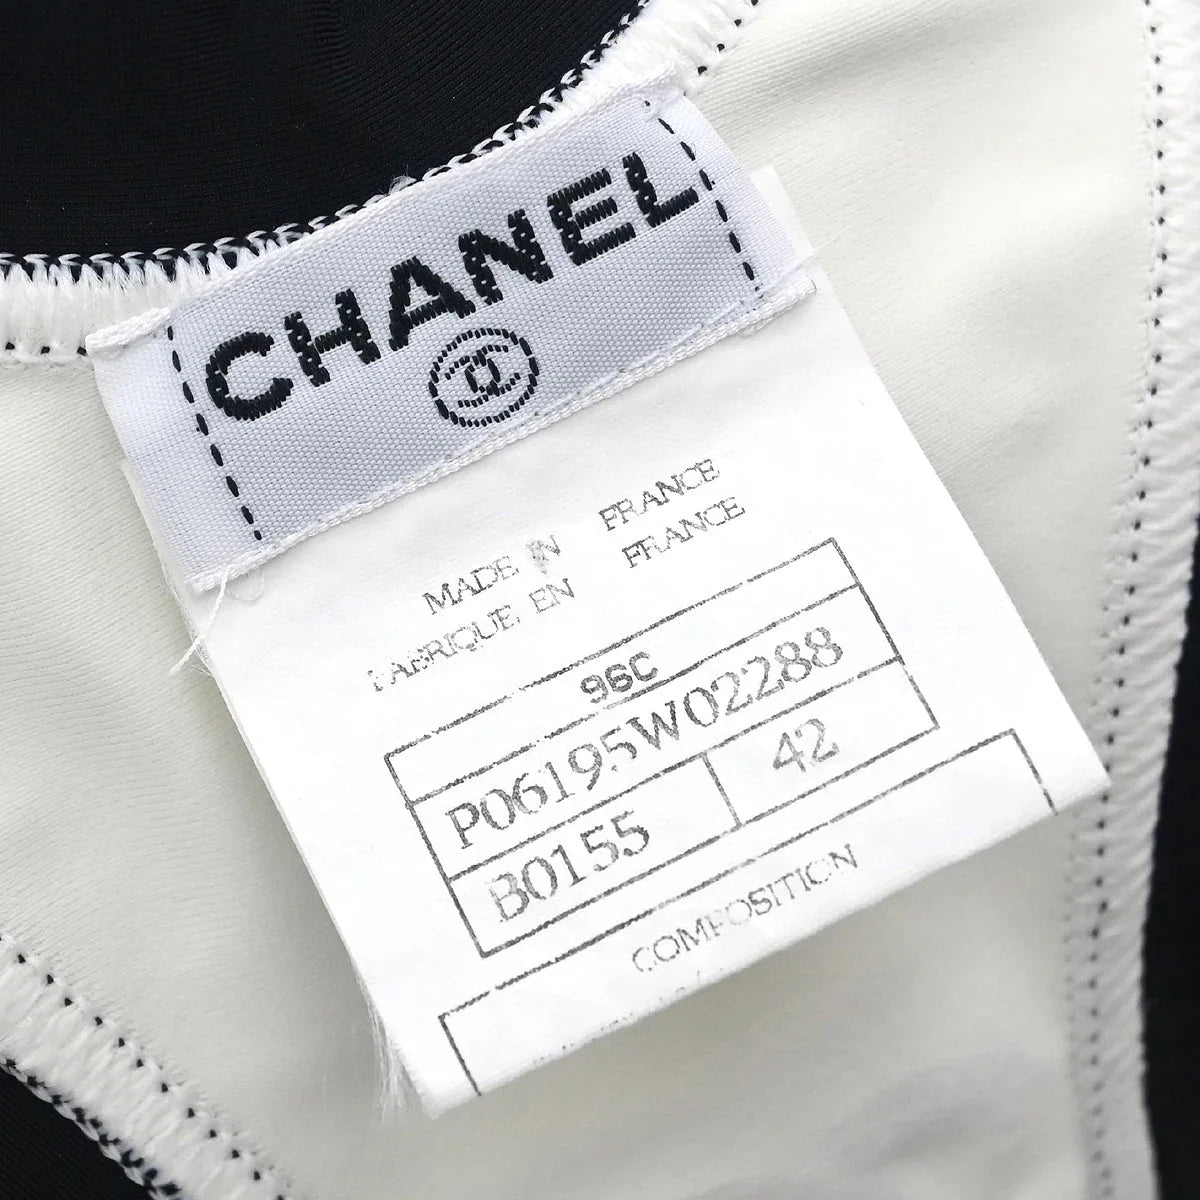 CHANEL
MADE IN FRANCE
FABRIQUE EN FRANCE
96C
P06195W02288
B0155 42
COMPOSITION